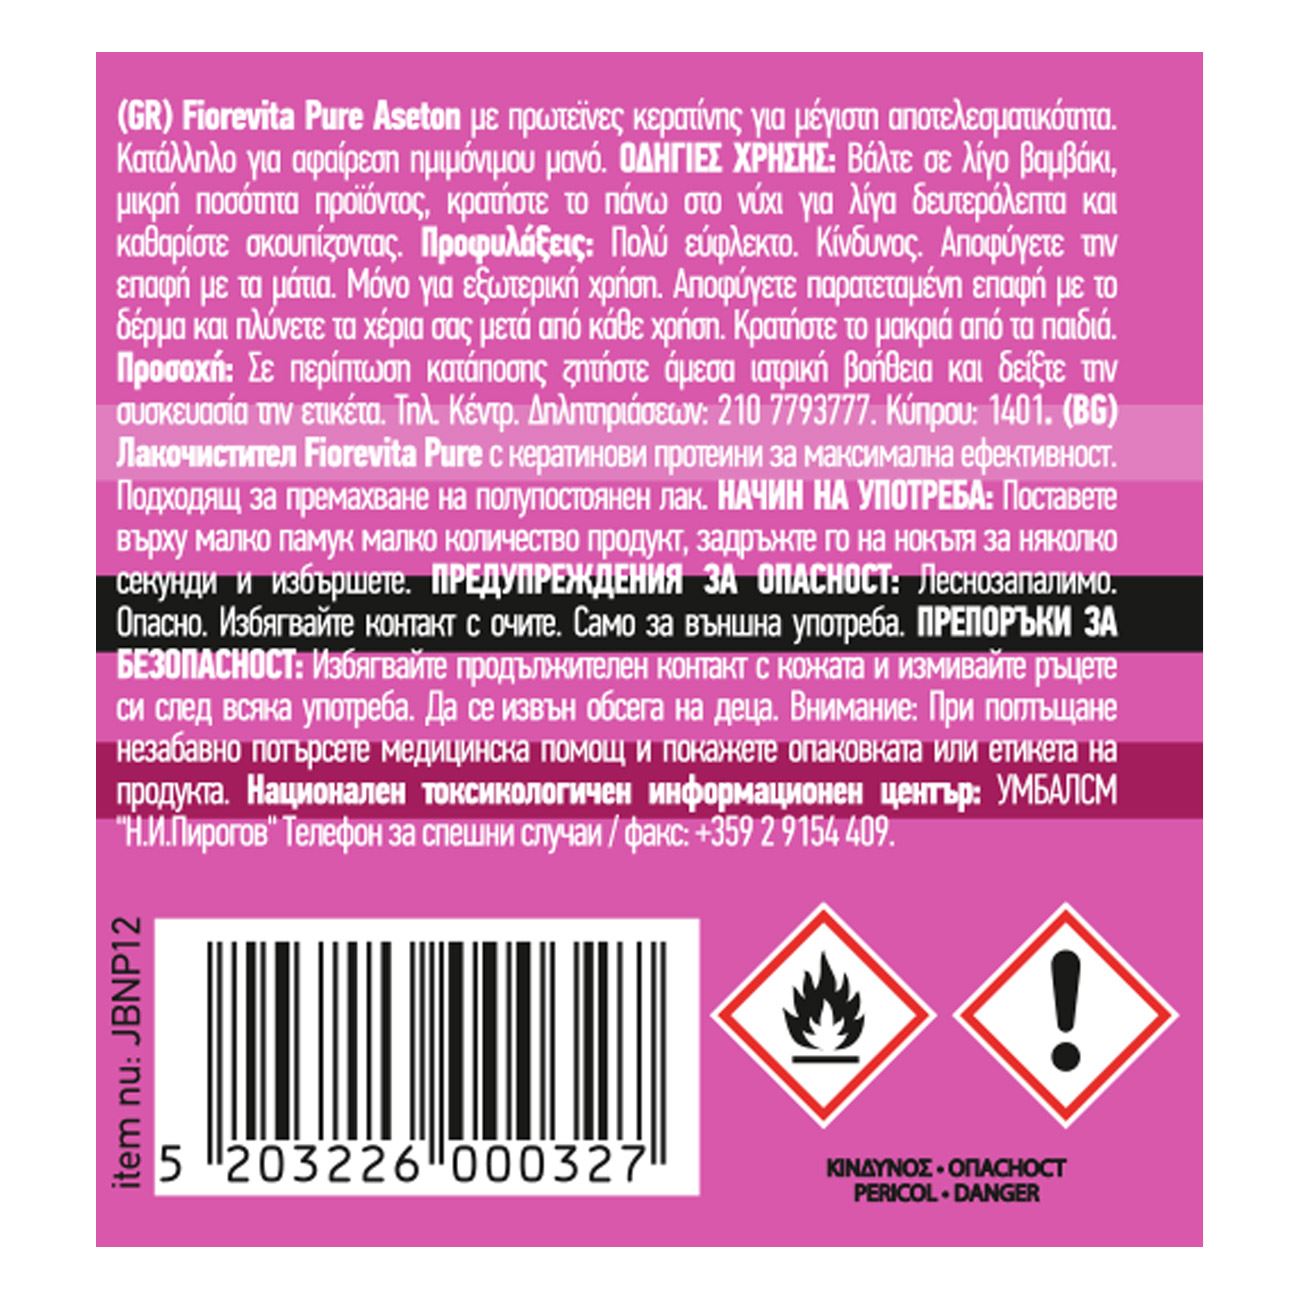 (GR) Fiorevita Pure Aseton με πρωτεϊνες κερατίνης για μέγιστη αποτελεσματικότητα.
Κατάλληλο για αφαίρεση ημιμόνιμου μανό. ΟΔΗΓΙΕΣ ΧΡΗΣΗΣ: Βάλτε σε λίγο βαμβάκι,
μικρή ποσότητα προϊόντος, κρατήστε το πάνω στο νύχι για λίγα δευτερόλεπτα και
καθαρίστε σκουπίζοντας. Προφυλάξεις: Πολύ εύφλεκτο. Κίνδυνος. Αποφύγετε την
επαφή με τα μάτια. Μόνο για εξωτερική χρήση. Αποφύγετε παρατεταμένη επαφή με το
δέρμα και πλύνετε τα χέρια σας μετά από κάθε χρήση. Κρατήστε το μακριά από τα παιδιά.
Προσοχή: Σε περίπτωση κατάποσης ζητήστε άμεσα ιατρική βοήθεια και δείξτε την
συσκευασία την ετικέτα. Τηλ. Κέντρ. Δηλητηριάσεων: 210 7793777. Κύπρου: 1401. (BG)
Лакочистител Fiorevita Pure с кератинови протеини за максимална ефективност.
Подходящ за премахване на полупостоянен лак. НАЧИН НА УПОТРЕБА: Поставете
върху малко памук малко количество продукт, задръжте го на нокътя за няколко
секунди и избършете. ПРЕДУПРЕЖДЕНИЯ ЗА ОПАСНОСТ: Леснозапалимо.
Опасно. Избягвайте контакт с очите. Само за външна употреба. ПРЕПОРЪКИ ЗА
БЕЗОПАСНОСТ: Избягвайте продължителен контакт с кожата и измивайте ръцете
си след всяка употреба. Да се извън обсега на деца. Внимание: При поглъщане
незабавно потърсете медицинска помощ и покажете опаковката или етикета на
продукта. Национален токсикологичен информационен център: УМБАЛСМ
"Н.И.Пирогов" Телефон за спешни случаи / факс: +359 2 9154 409.
item nu: JBNP12
5 203226 000327
ΚΙΝΔΥΝΟΣ • ОПАСНОСТ
PERICOL • DANGER